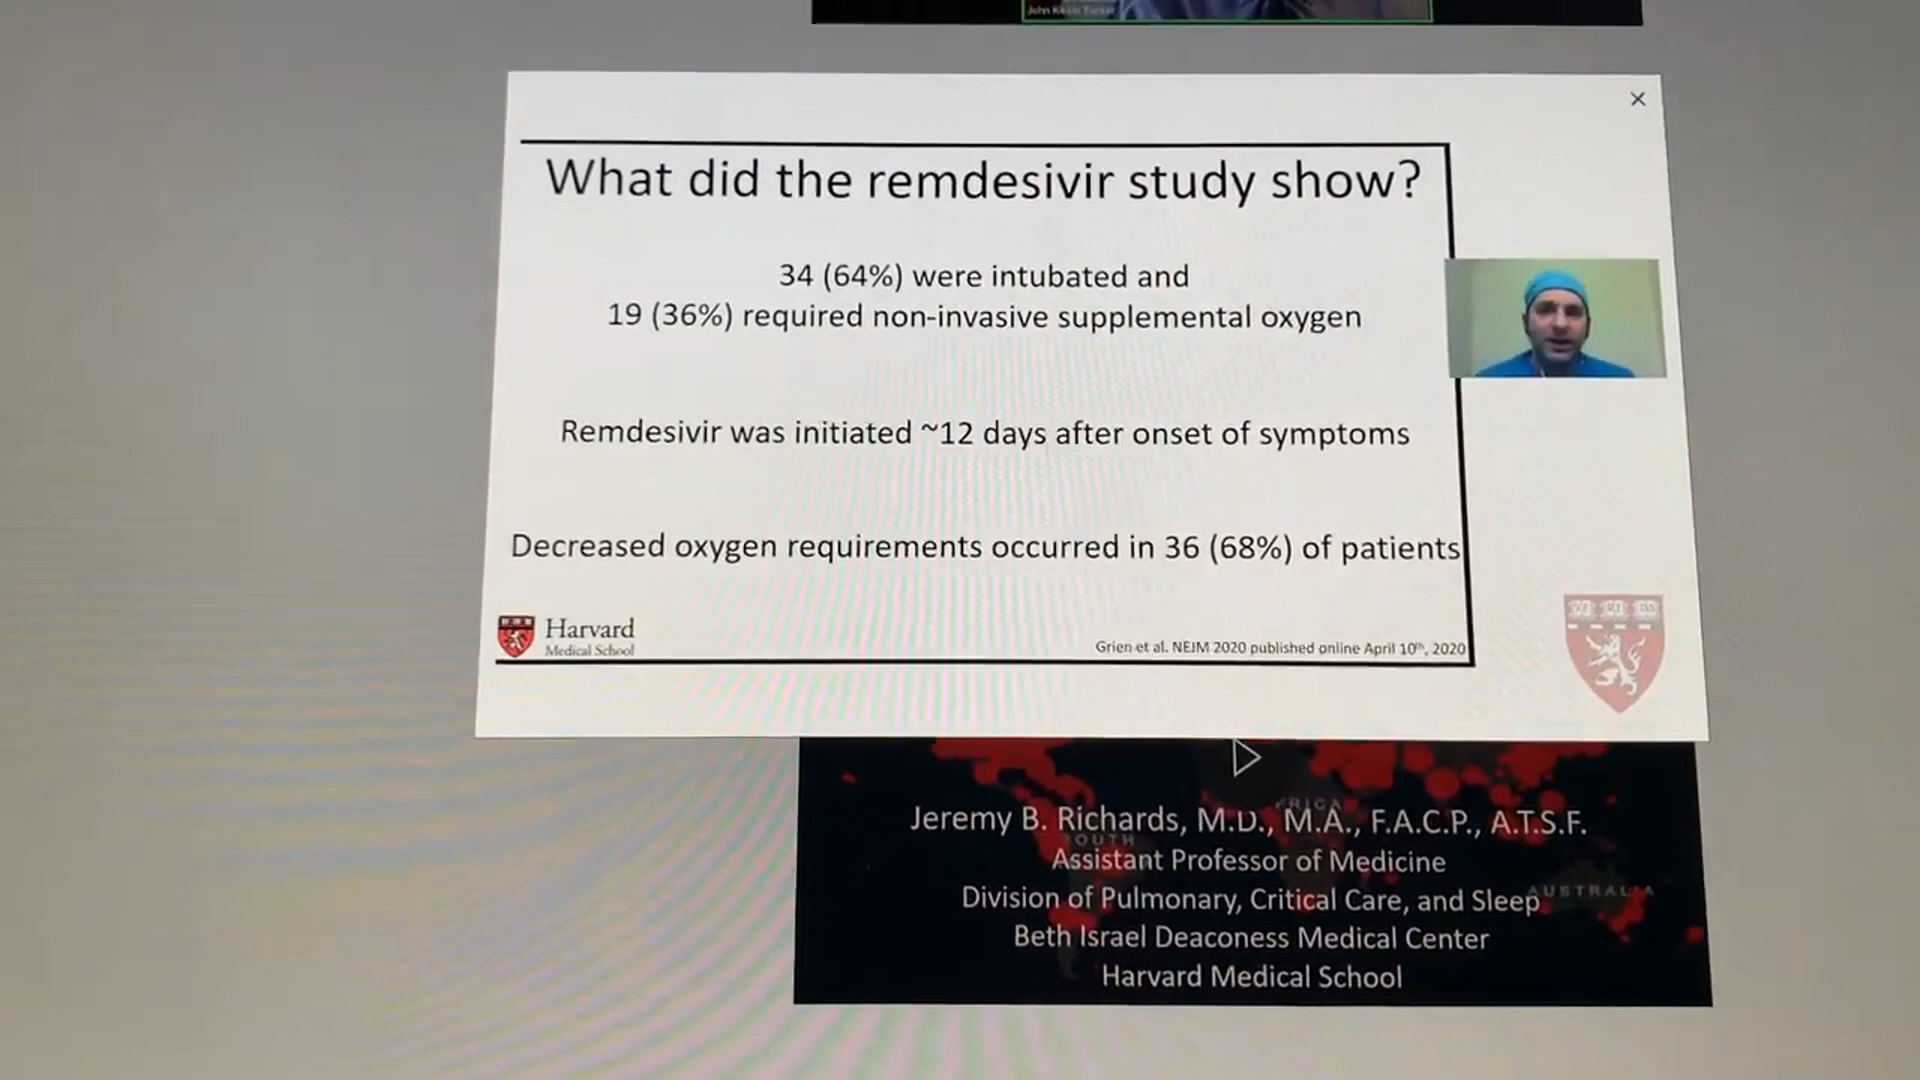 What did the remdesivir study show?
34 (64%) were intubated and
19 (36%) required non-invasive supplemental oxygen
Remdesivir was initiated ~12 days after onset of symptoms
Decreased oxygen requirements occurred in 36 (68%) of patients
Harvard
Medical School
Grien et al. NEJM 2020 published online April 10th, 2020
Jeremy B. Richards, M.D., M.A., F.A.C.P., A.T.S.F.
Assistant Professor of Medicine
Division of Pulmonary, Critical Care, and Sleep
AUSTRALIA
Beth Israel Deaconess Medical Center
Harvard Medical School